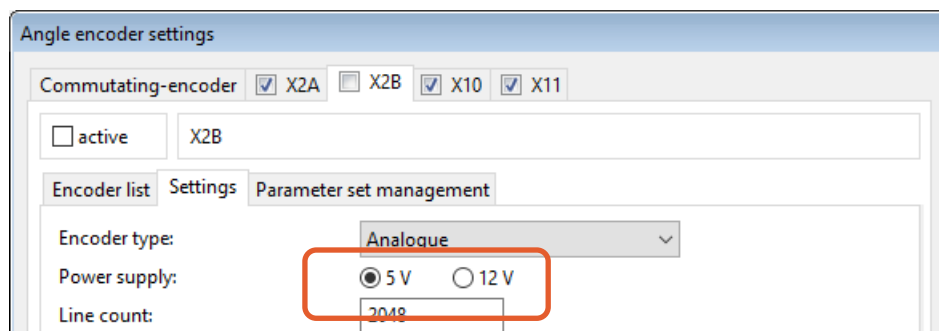 Angle encoder settings
Commutating-encoder X2A X2B X10 X11
active X2B
Encoder list Settings Parameter set management
Encoder type: Analogue
Power supply: 5 V 12 V
Line count: 2048